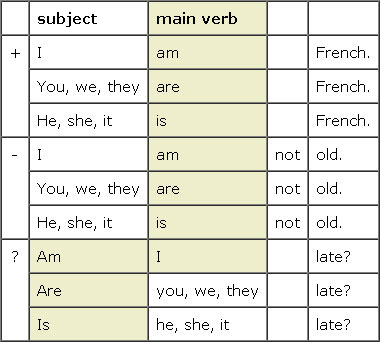 subject main verb
+ I am French.
You, we, they are French.
He, she, it is French.
- I am not old.
You, we, they are not old.
He, she, it is not old.
? Am I late?
Are you, we, they late?
Is he, she, it late?